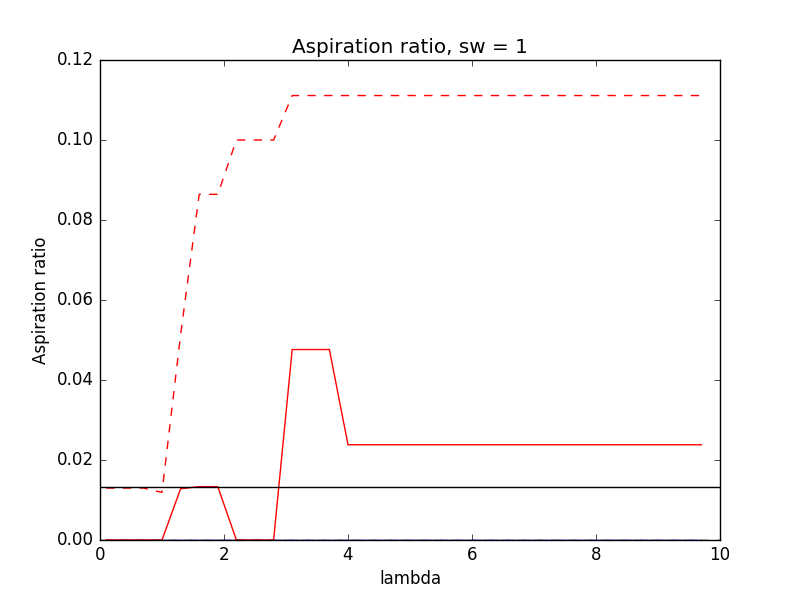 Aspiration ratio, sw = 1
0.12
0.10
0.08
0.06
0.04
0.02
0.00
Aspiration ratio
0 2 4 6 8 10
lambda